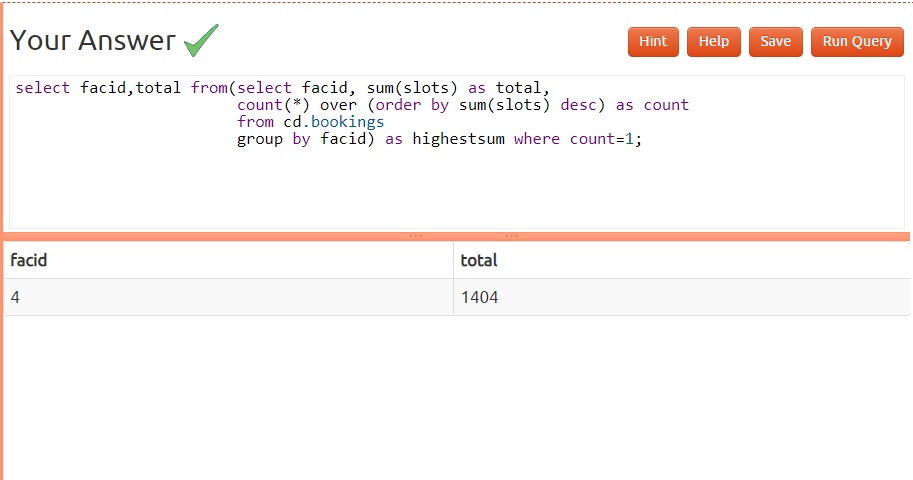 Your Answer
Hint Help Save Run Query
select facid,total from(select facid, sum(slots) as total,
count(*) over (order by sum(slots) desc) as count
from cd.bookings
group by facid) as highestsum where count=1;
facid total
4 1404